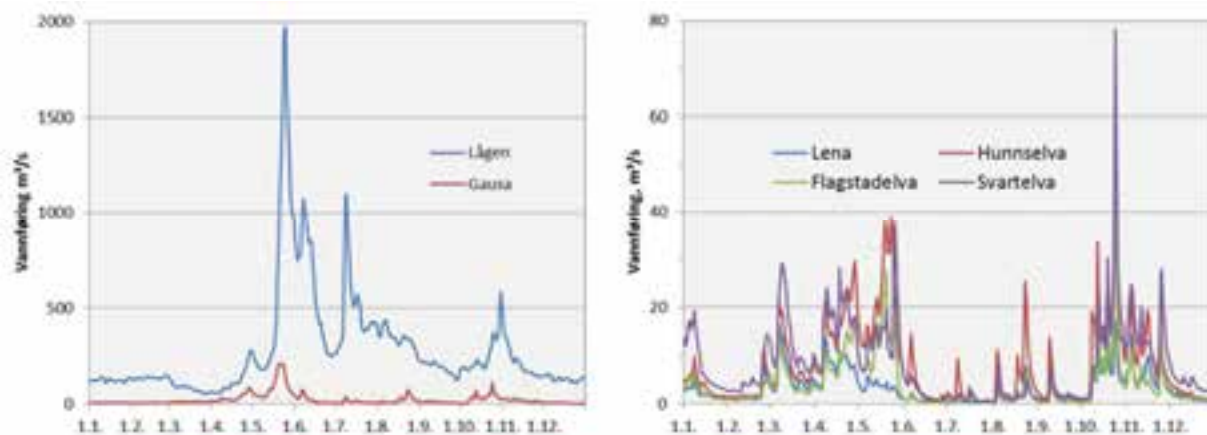 2000
1500
1000
500
0
Vannføring m³/s
Lågen
Gausa
1.1. 1.2. 1.3. 1.4. 1.5. 1.6. 1.7. 1.8. 1.9. 1.10. 1.11. 1.12.
80
60
40
20
0
Vannføring, m³/s
Lena Hunnselva
Flagstadelva Svartelva
1.1. 1.2. 1.3. 1.4. 1.5. 1.6. 1.7. 1.8. 1.9. 1.10. 1.11. 1.12.